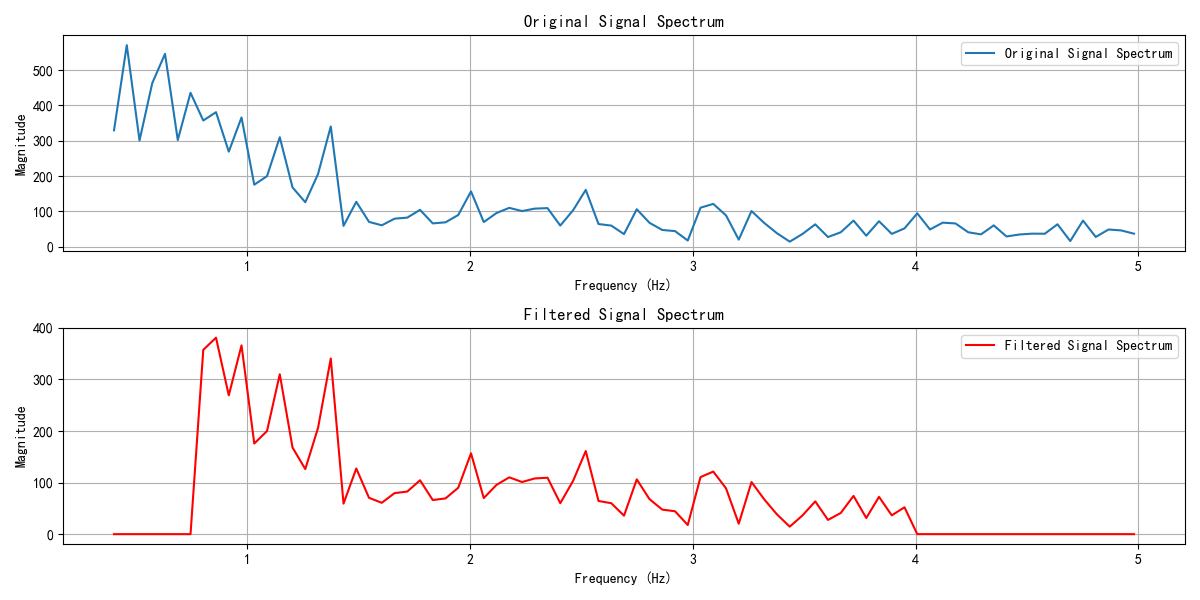 Original Signal Spectrum
Original Signal Spectrum
Magnitude
500
400
300
200
100
0
1
2
3
4
5
Frequency (Hz)
Filtered Signal Spectrum
Filtered Signal Spectrum
Magnitude
400
300
200
100
0
1
2
3
4
5
Frequency (Hz)